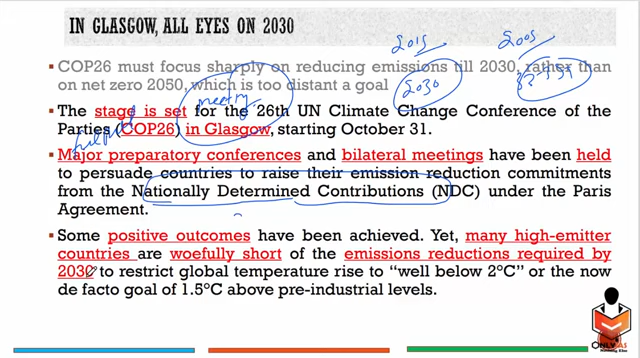 IN GLASGOW, ALL EYES ON 2030
2015
2005
COP26 must focus sharply on reducing emissions till 2030, rather than
2030
33-35%
on net zero 2050, which is too distant a goal
meeting
The stage is set for the 26th UN Climate Change Conference of the
Parties (COP26) in Glasgow, starting October 31.
Major preparatory conferences and bilateral meetings have been held
to persuade countries to raise their emission reduction commitments
from the Nationally Determined Contributions (NDC) under the Paris
Agreement.
Some positive outcomes have been achieved. Yet, many high-emitter
countries are woefully short of the emissions reductions required by
2030 to restrict global temperature rise to “well below 2°C” or the now
de facto goal of 1.5°C above pre-industrial levels.
ONLYIAS